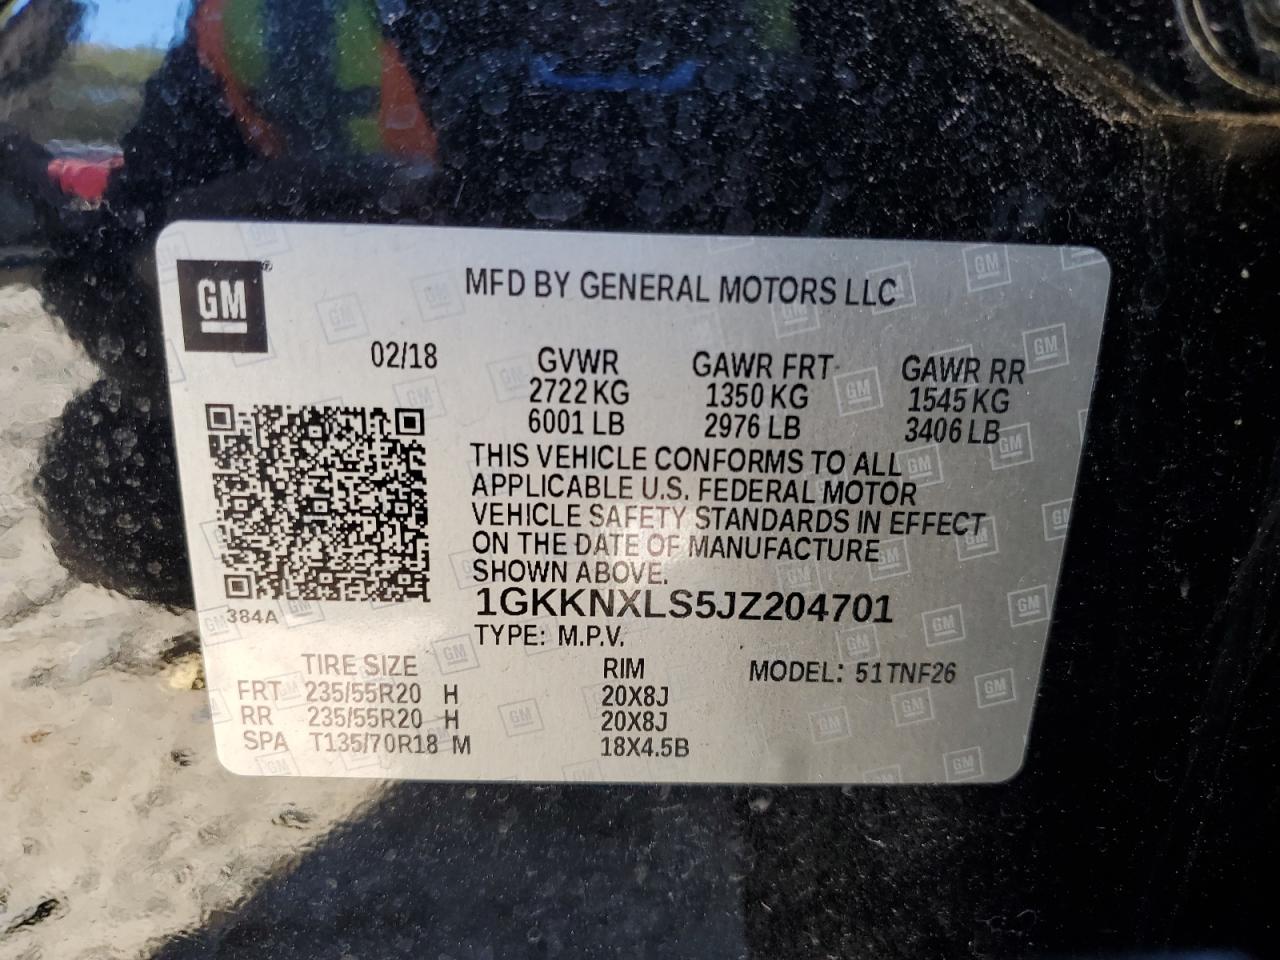 GM
MFD BY GENERAL MOTORS LLC
02/18 GVWR GAWR FRT GAWR RR
2722 KG 1350 KG 1545 KG
6001 LB 2976 LB 3406 LB
THIS VEHICLE CONFORMS TO ALL
APPLICABLE U.S. FEDERAL MOTOR
VEHICLE SAFETY STANDARDS IN EFFECT
ON THE DATE OF MANUFACTURE
SHOWN ABOVE.
384A
1GKKNXLS5JZ204701
TYPE: M.P.V.
TIRE SIZE RIM MODEL: 51TNF26
FRT 235/55R20 H 20X8J
RR 235/55R20 H 20X8J
SPA T135/70R18 M 18X4.5B